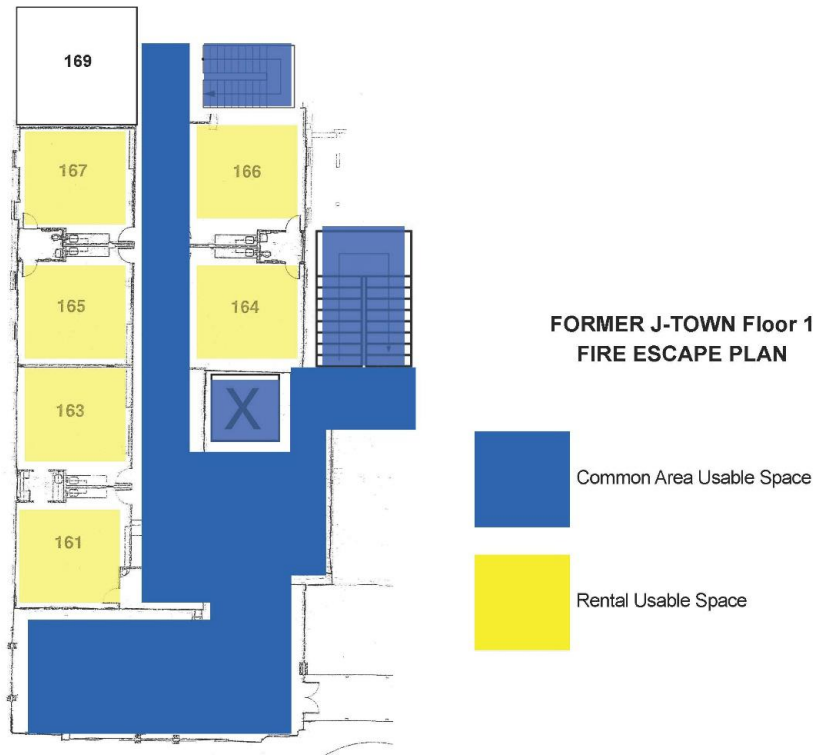 169
167
166
165
164
163
X
161
FORMER J-TOWN Floor 1
FIRE ESCAPE PLAN
Common Area Usable Space
Rental Usable Space